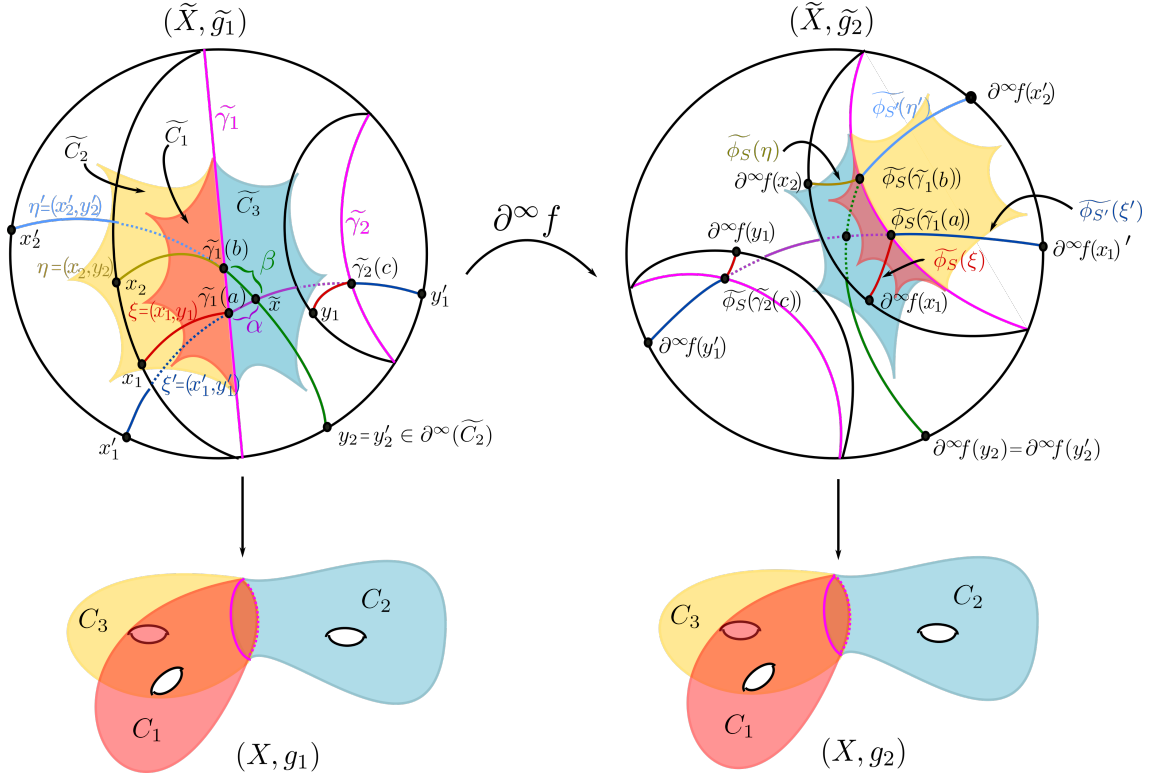 (X̃, g̃₁)
γ̃₁
C̃₂
C̃₁
C̃₃
η′=(x₂′,y₂′)
x₂′
η=(x₂,y₂)
x₂
γ̃₁(b)
β
γ̃₁(a)
x̃
α
ξ=(x₁,y₁)
x₁
ξ′=(x₁′,y₁′)
x₁′
γ̃₂
γ̃₂(c)
y₁
y₁′
y₂=y₂′ ∈ ∂^∞(C̃₂)
∂^∞f
(X̃, g̃₂)
∂^∞f(x₂′)
ϕ̃_{S′}(η′)
ϕ̃_S(η)
∂^∞f(x₂)
ϕ̃_S(γ̃₁(b))
ϕ̃_S(γ̃₁(a))
ϕ̃_{S′}(ξ′)
∂^∞f(y₁)
∂^∞f(x₁)′
ϕ̃_S(ξ)
ϕ̃_S(γ̃₂(c))
∂^∞f(x₁)
∂^∞f(y₁′)
∂^∞f(y₂)=∂^∞f(y₂′)
C₃
C₂
C₁
(X, g₁)
C₃
C₂
C₁
(X, g₂)